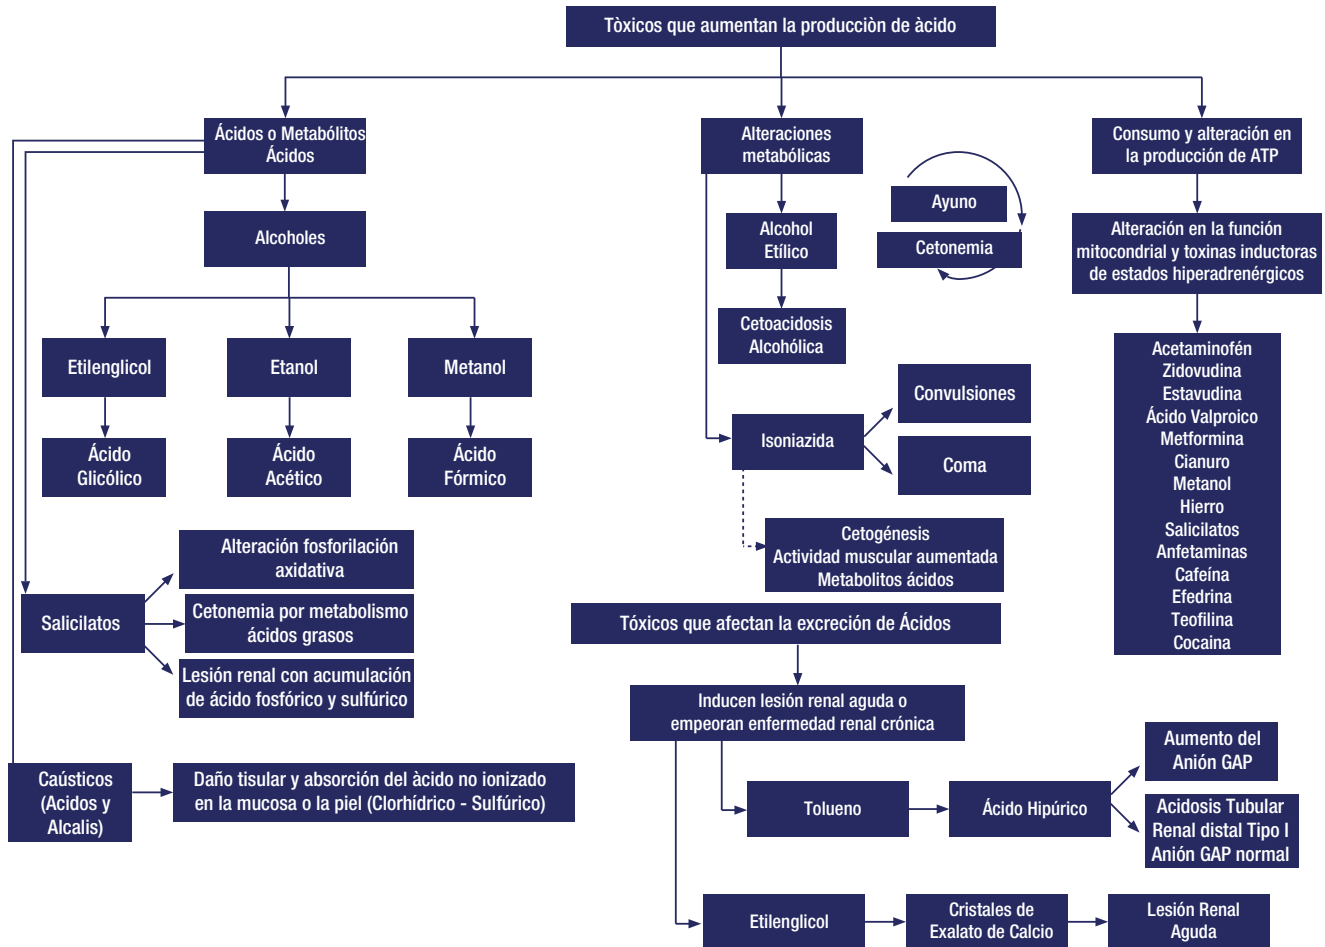 Tòxicos que aumentan la producciòn de àcido
Ácidos o Metabólitos
Ácidos
Alcoholes
Etilenglicol
Etanol
Metanol
Ácido
Glicólico
Ácido
Acético
Ácido
Fórmico
Salicilatos
Alteración fosforilación
axidativa
Cetonemia por metabolismo
ácidos grasos
Lesión renal con acumulación
de ácido fosfórico y sulfúrico
Caústicos
(Acidos y
Alcalis)
Daño tisular y absorción del àcido no ionizado
en la mucosa o la piel (Clorhídrico - Sulfúrico)
Alteraciones
metabólicas
Alcohol
Etílico
Cetoacidosis
Alcohólica
Ayuno
Cetonemia
Isoniazida
Convulsiones
Coma
Cetogénesis
Actividad muscular aumentada
Metabolitos ácidos
Consumo y alteración en
la producción de ATP
Alteración en la función
mitocondrial y toxinas inductoras
de estados hiperadrenérgicos
Acetaminofén
Zidovudina
Estavudina
Ácido Valproico
Metformina
Cianuro
Metanol
Hierro
Salicilatos
Anfetaminas
Cafeína
Efedrina
Teofilina
Cocaina
Tóxicos que afectan la excreción de Ácidos
Inducen lesión renal aguda o
empeoran enfermedad renal crónica
Tolueno
Ácido Hipúrico
Aumento del
Anión GAP
Acidosis Tubular
Renal distal Tipo I
Anión GAP normal
Etilenglicol
Cristales de
Exalato de Calcio
Lesión Renal
Aguda